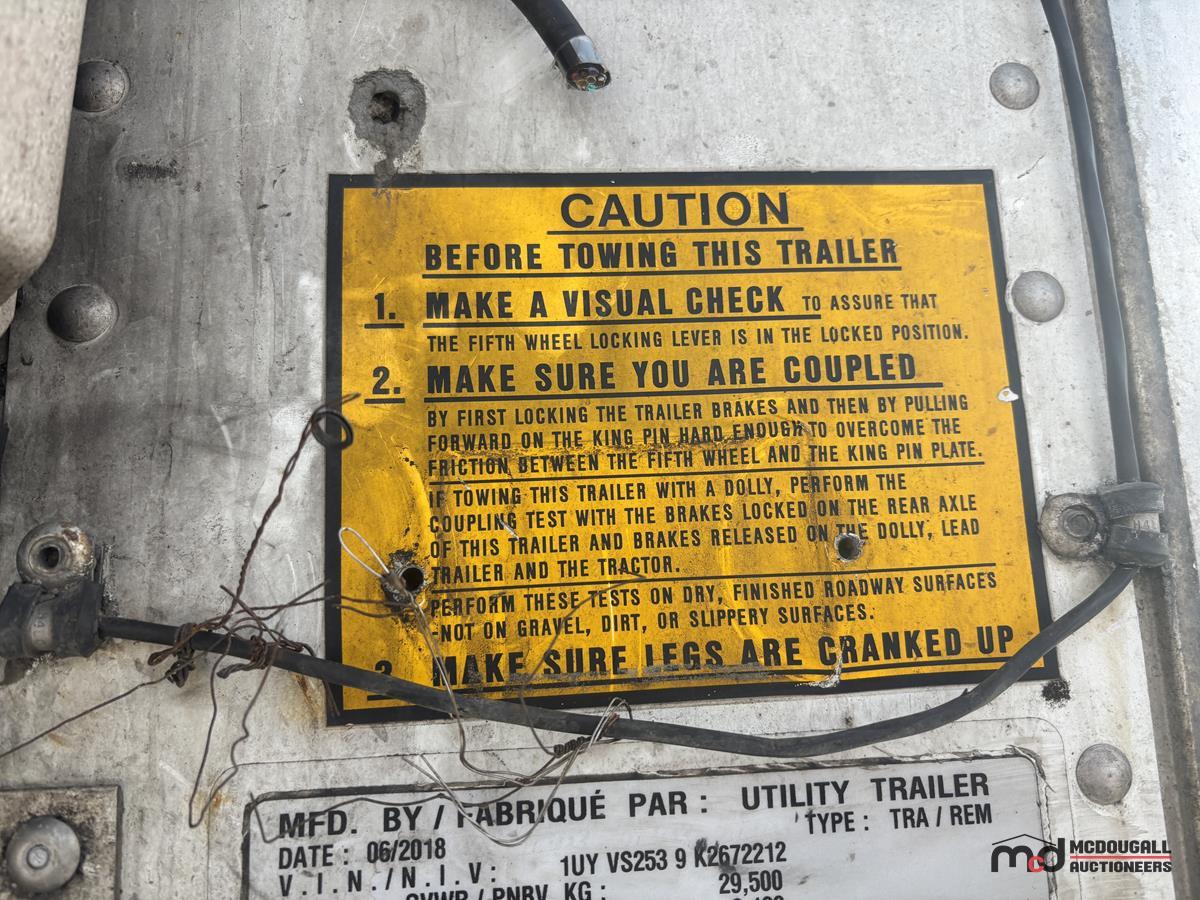 CAUTION
BEFORE TOWING THIS TRAILER
1. MAKE A VISUAL CHECK TO ASSURE THAT
THE FIFTH WHEEL LOCKING LEVER IS IN THE LOCKED POSITION.
2. MAKE SURE YOU ARE COUPLED
BY FIRST LOCKING THE TRAILER BRAKES AND THEN BY PULLING
FORWARD ON THE KING PIN HARD ENOUGH TO OVERCOME THE
FRICTION BETWEEN THE FIFTH WHEEL AND THE KING PIN PLATE.
IF TOWING THIS TRAILER WITH A DOLLY, PERFORM THE
COUPLING TEST WITH THE BRAKES LOCKED ON THE REAR AXLE
OF THIS TRAILER AND BRAKES RELEASED ON THE DOLLY, LEAD
TRAILER AND THE TRACTOR.
PERFORM THESE TESTS ON DRY, FINISHED ROADWAY SURFACES
-NOT ON GRAVEL, DIRT, OR SLIPPERY SURFACES.
3. MAKE SURE LEGS ARE CRANKED UP
MFD. BY / FABRIQUÉ PAR : UTILITY TRAILER
TYPE : TRA / REM
DATE : 06/2018
V.I.N./N.I.V: 1UY VS253 9 K2672212
GVWR / PNBV KG : 29,500
mcd MCDOUGALL
AUCTIONEERS